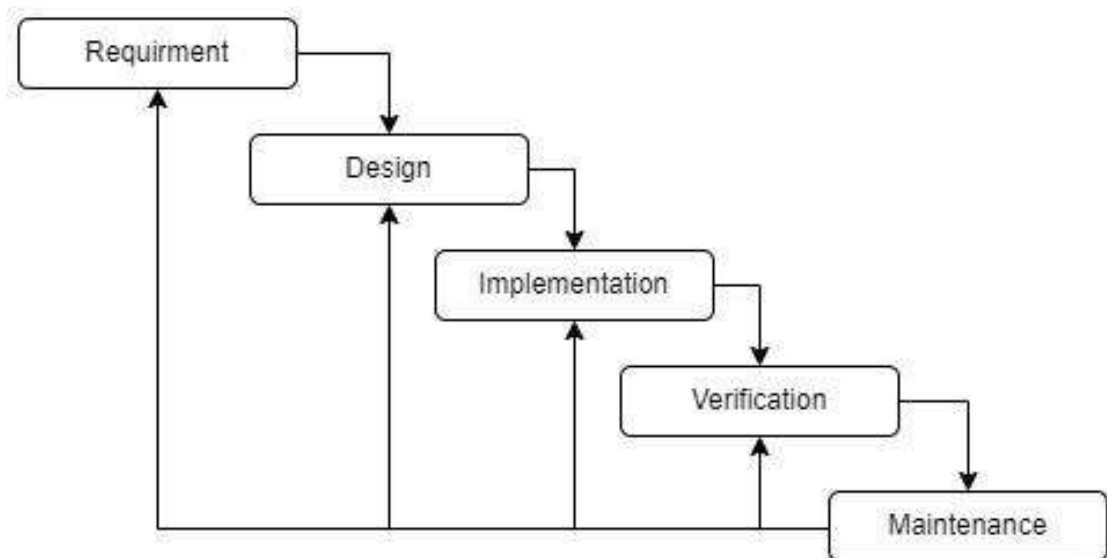 Requirment
Design
Implementation
Verification
Maintenance